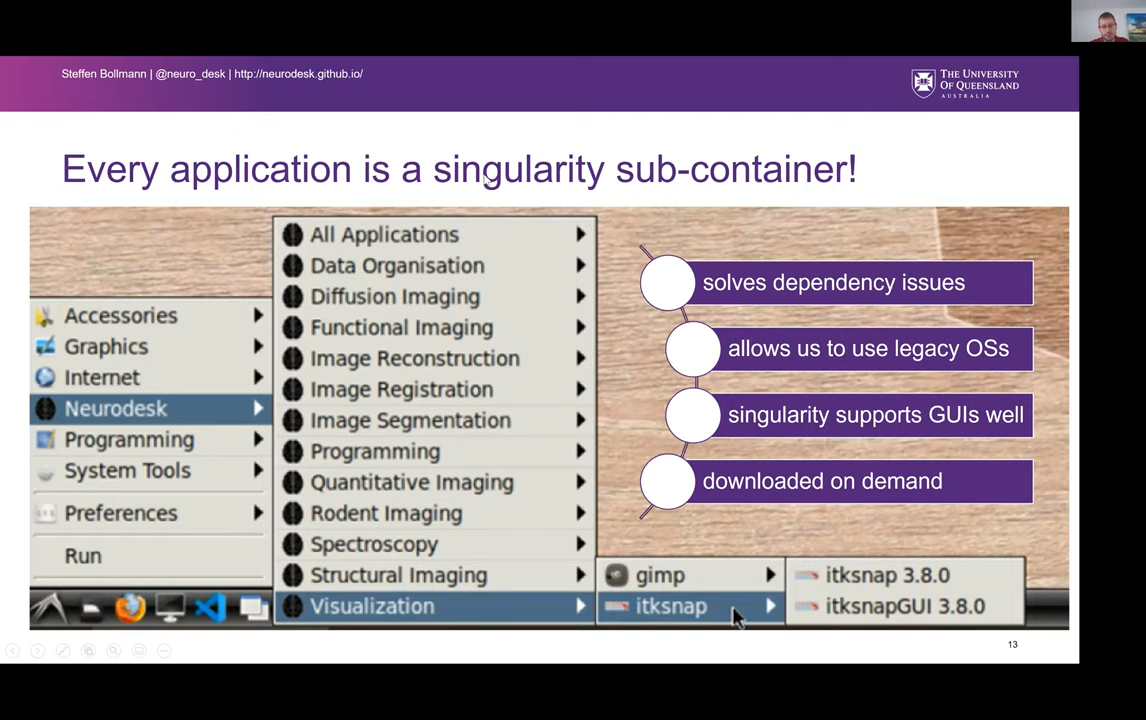 Steffen Bollmann | @neuro_desk | http://neurodesk.github.io/
THE UNIVERSITY
OF QUEENSLAND
AUSTRALIA
Every application is a singularity sub-container!
Accessories
Graphics
Internet
Neurodesk
Programming
System Tools
Preferences
Run
All Applications
Data Organisation
Diffusion Imaging
Functional Imaging
Image Reconstruction
Image Registration
Image Segmentation
Programming
Quantitative Imaging
Rodent Imaging
Spectroscopy
Structural Imaging
Visualization
gimp
itksnap
itksnap 3.8.0
itksnapGUI 3.8.0
solves dependency issues
allows us to use legacy OSs
singularity supports GUIs well
downloaded on demand
13